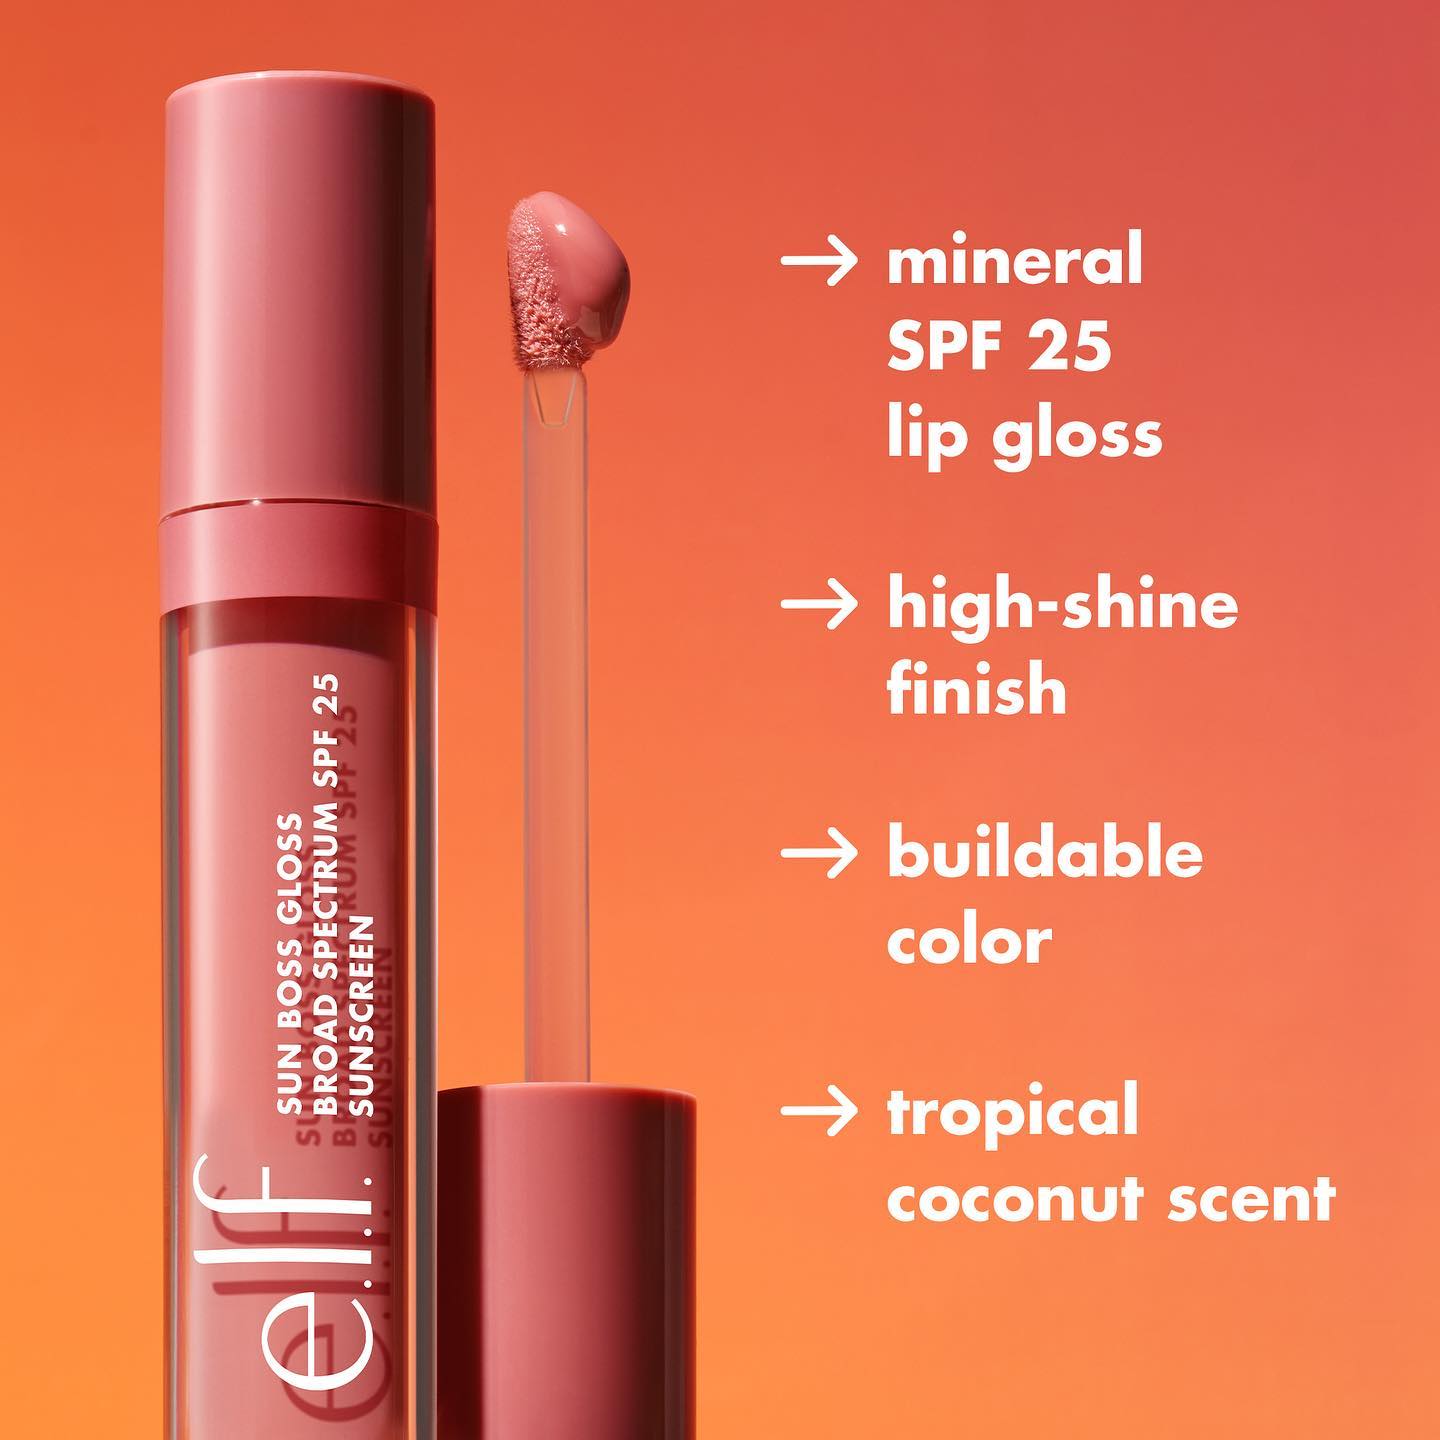 SUN BOSS GLOSS
BROAD SPECTRUM SPF 25
SUNSCREEN
e.l.f.
→ mineral
SPF 25
lip gloss
→ high-shine
finish
→ buildable
color
→ tropical
coconut scent